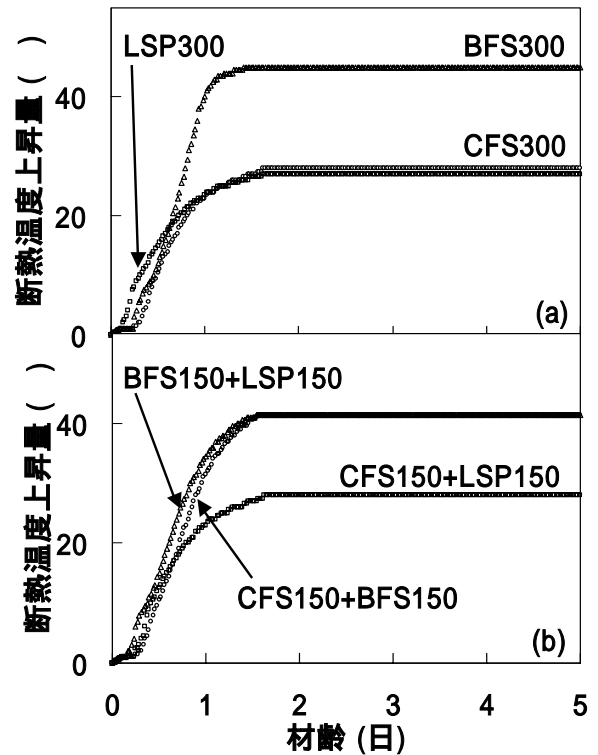 LSP300
BFS300
CFS300
断熱温度上昇量( )
40
20
0
(a)
BFS150+LSP150
CFS150+LSP150
CFS150+BFS150
断熱温度上昇量( )
40
20
0
(b)
0 1 2 3 4 5
材齢 (日)